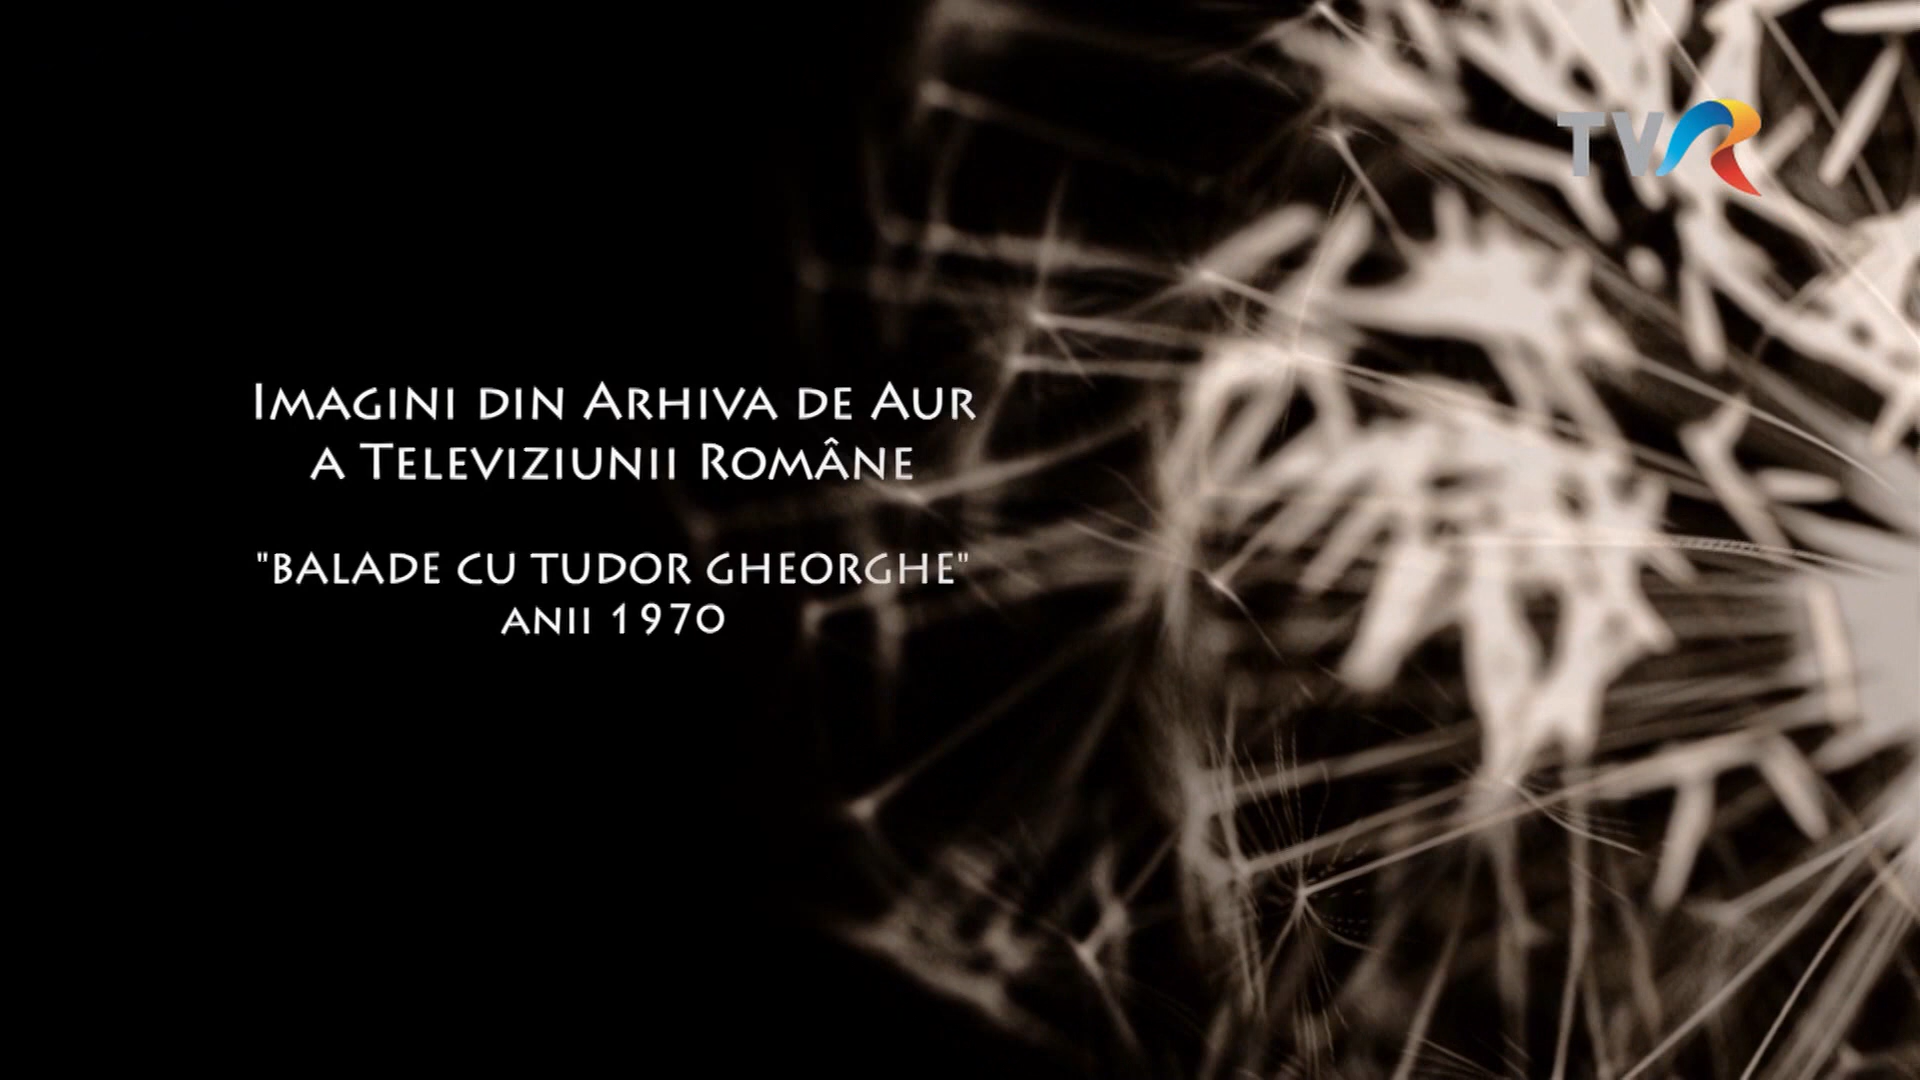 TVR
IMAGINI DIN ARHIVA DE AUR
A TELEVIZIUNII ROMÂNE
"BALADE CU TUDOR GHEORGHE"
ANII 1970